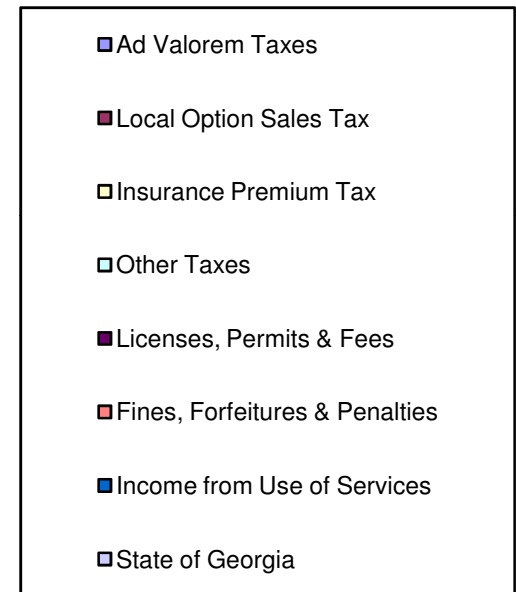 Ad Valorem Taxes
Local Option Sales Tax
Insurance Premium Tax
Other Taxes
Licenses, Permits & Fees
Fines, Forfeitures & Penalties
Income from Use of Services
State of Georgia